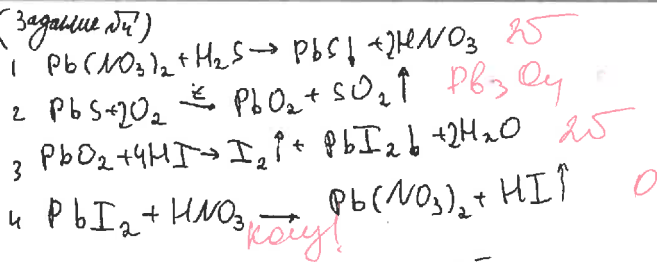 (Задание №4')
1 Pb(NO₃)₂ + H₂S → PbS↓ + 2HNO₃ 2б
2 PbS + 2O₂ →t PbO₂ + SO₂↑ Pb₃O₄
3 PbO₂ + 4HI → I₂↑ + PbI₂↓ + 2H₂O 2б
4 PbI₂ + HNO₃ → Pb(NO₃)₂ + HI↑ 0
конц!